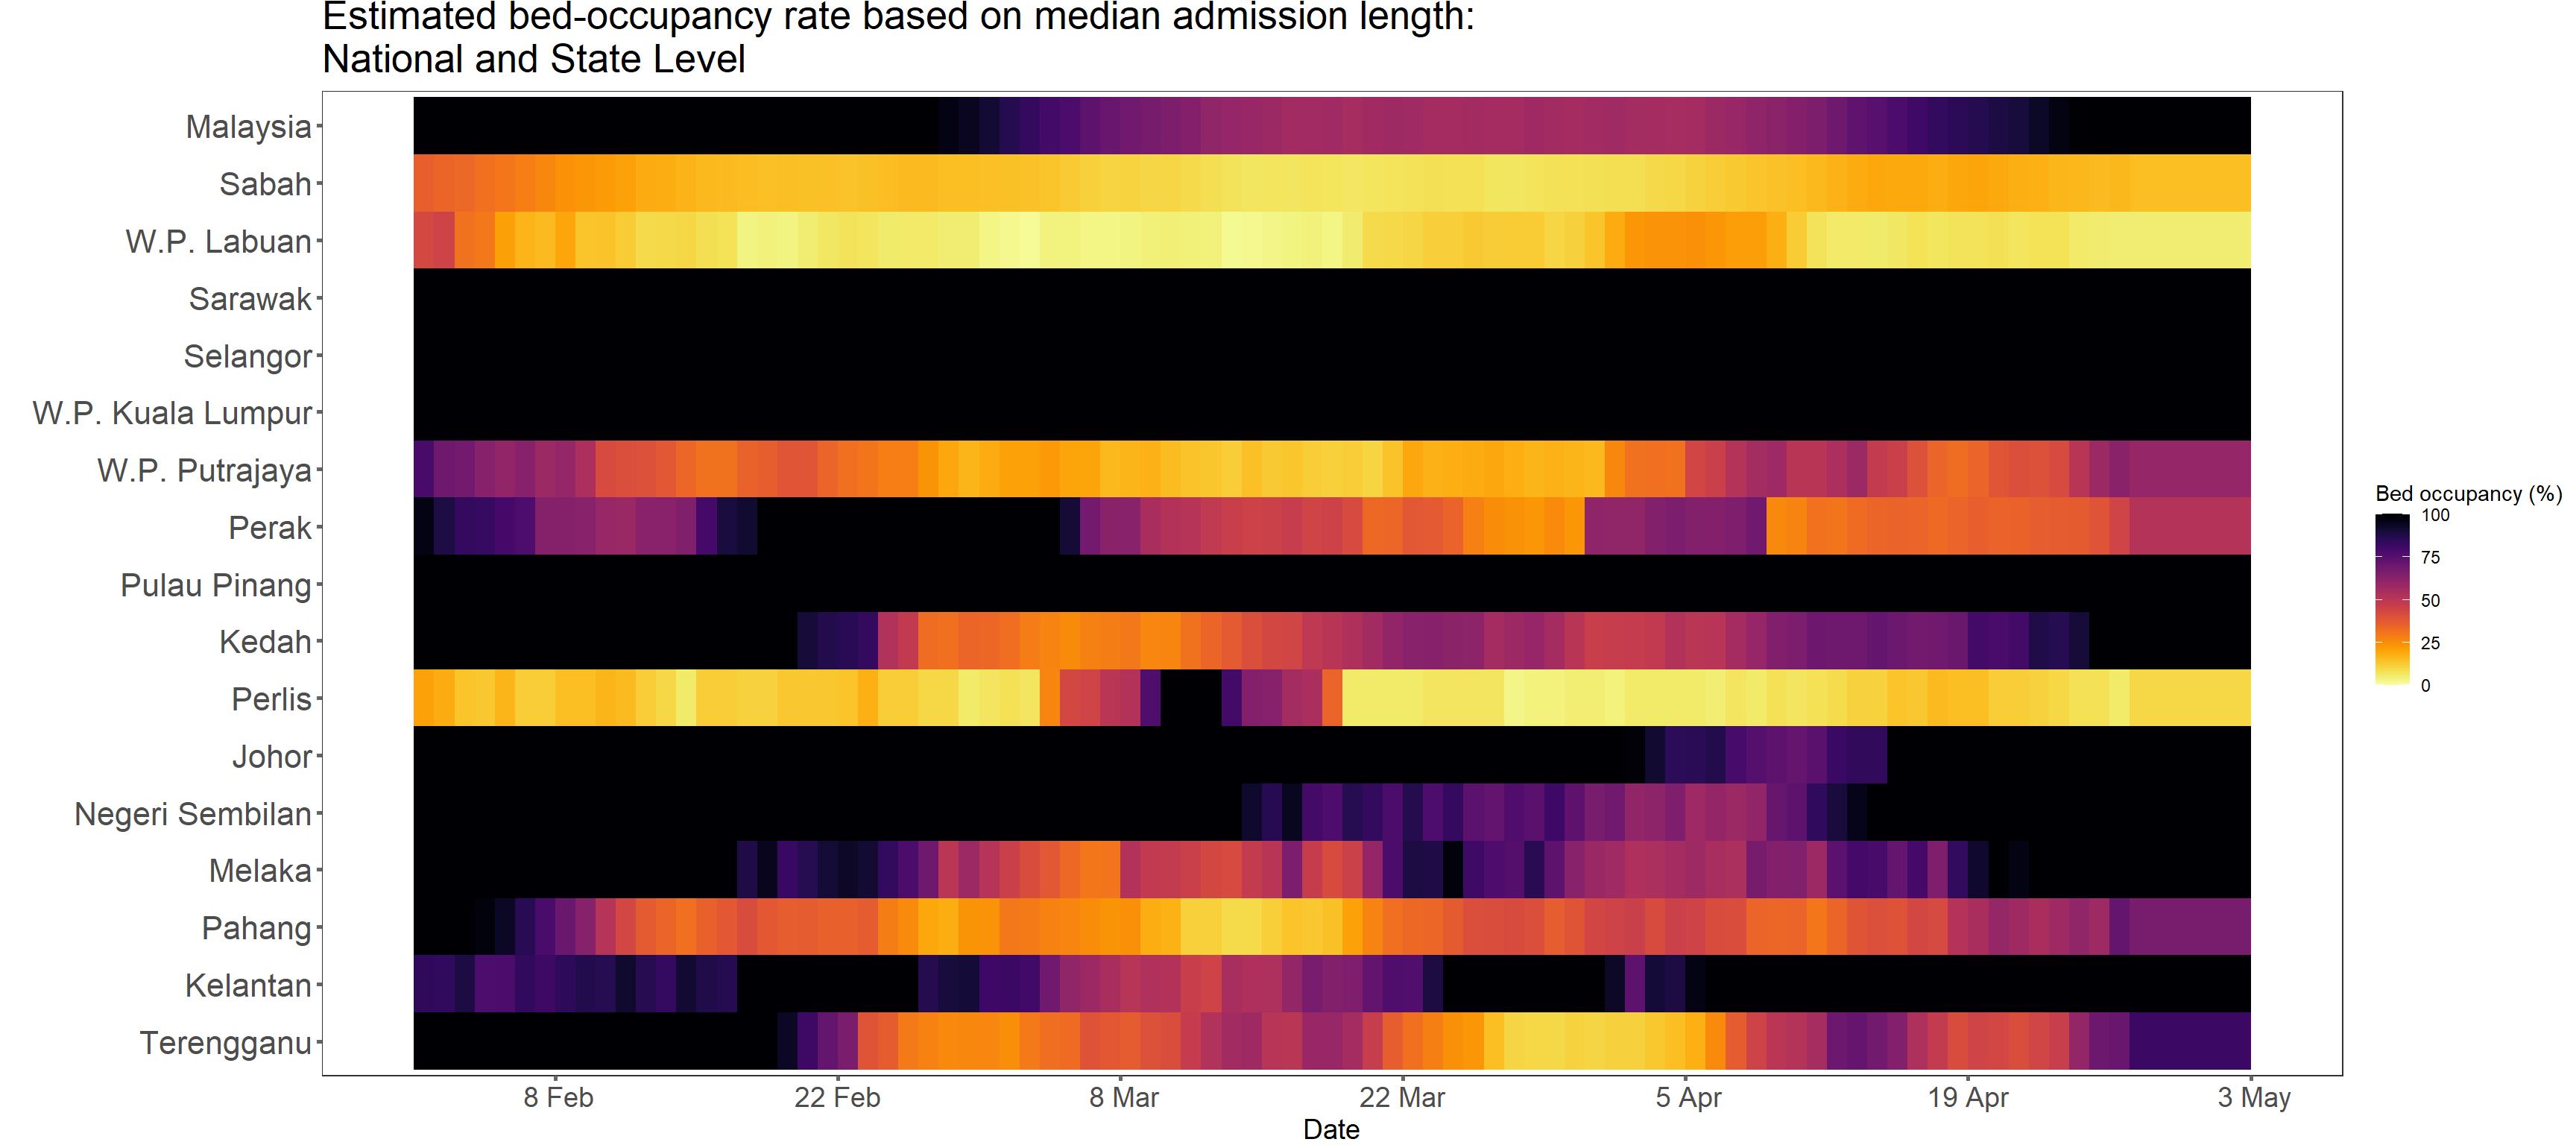 Estimated bed-occupancy rate based on median admission length:
National and State Level
Malaysia
Sabah
W.P. Labuan
Sarawak
Selangor
W.P. Kuala Lumpur
W.P. Putrajaya
Perak
Pulau Pinang
Kedah
Perlis
Johor
Negeri Sembilan
Melaka
Pahang
Kelantan
Terengganu
8 Feb
22 Feb
8 Mar
22 Mar
5 Apr
19 Apr
3 May
Date
Bed occupancy (%)
100
75
50
25
0